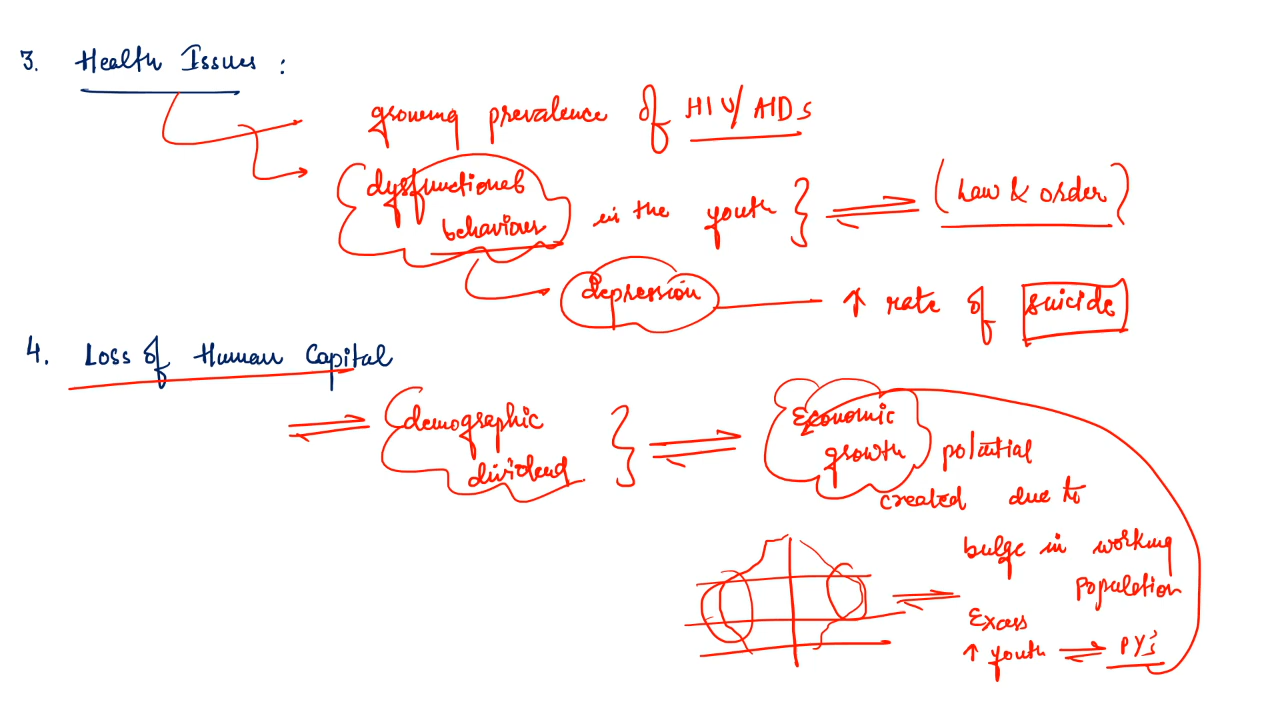 3. Health Issues :
growing prevalence of HIV/AIDS
dysfunctional
behaviour in the youth
(Law & order)
depression ↑ rate of suicide
4. Loss of Human Capital
demographic
dividend
Economic
growth potential
created due to
bulge in working
population
Excess
↑ youth